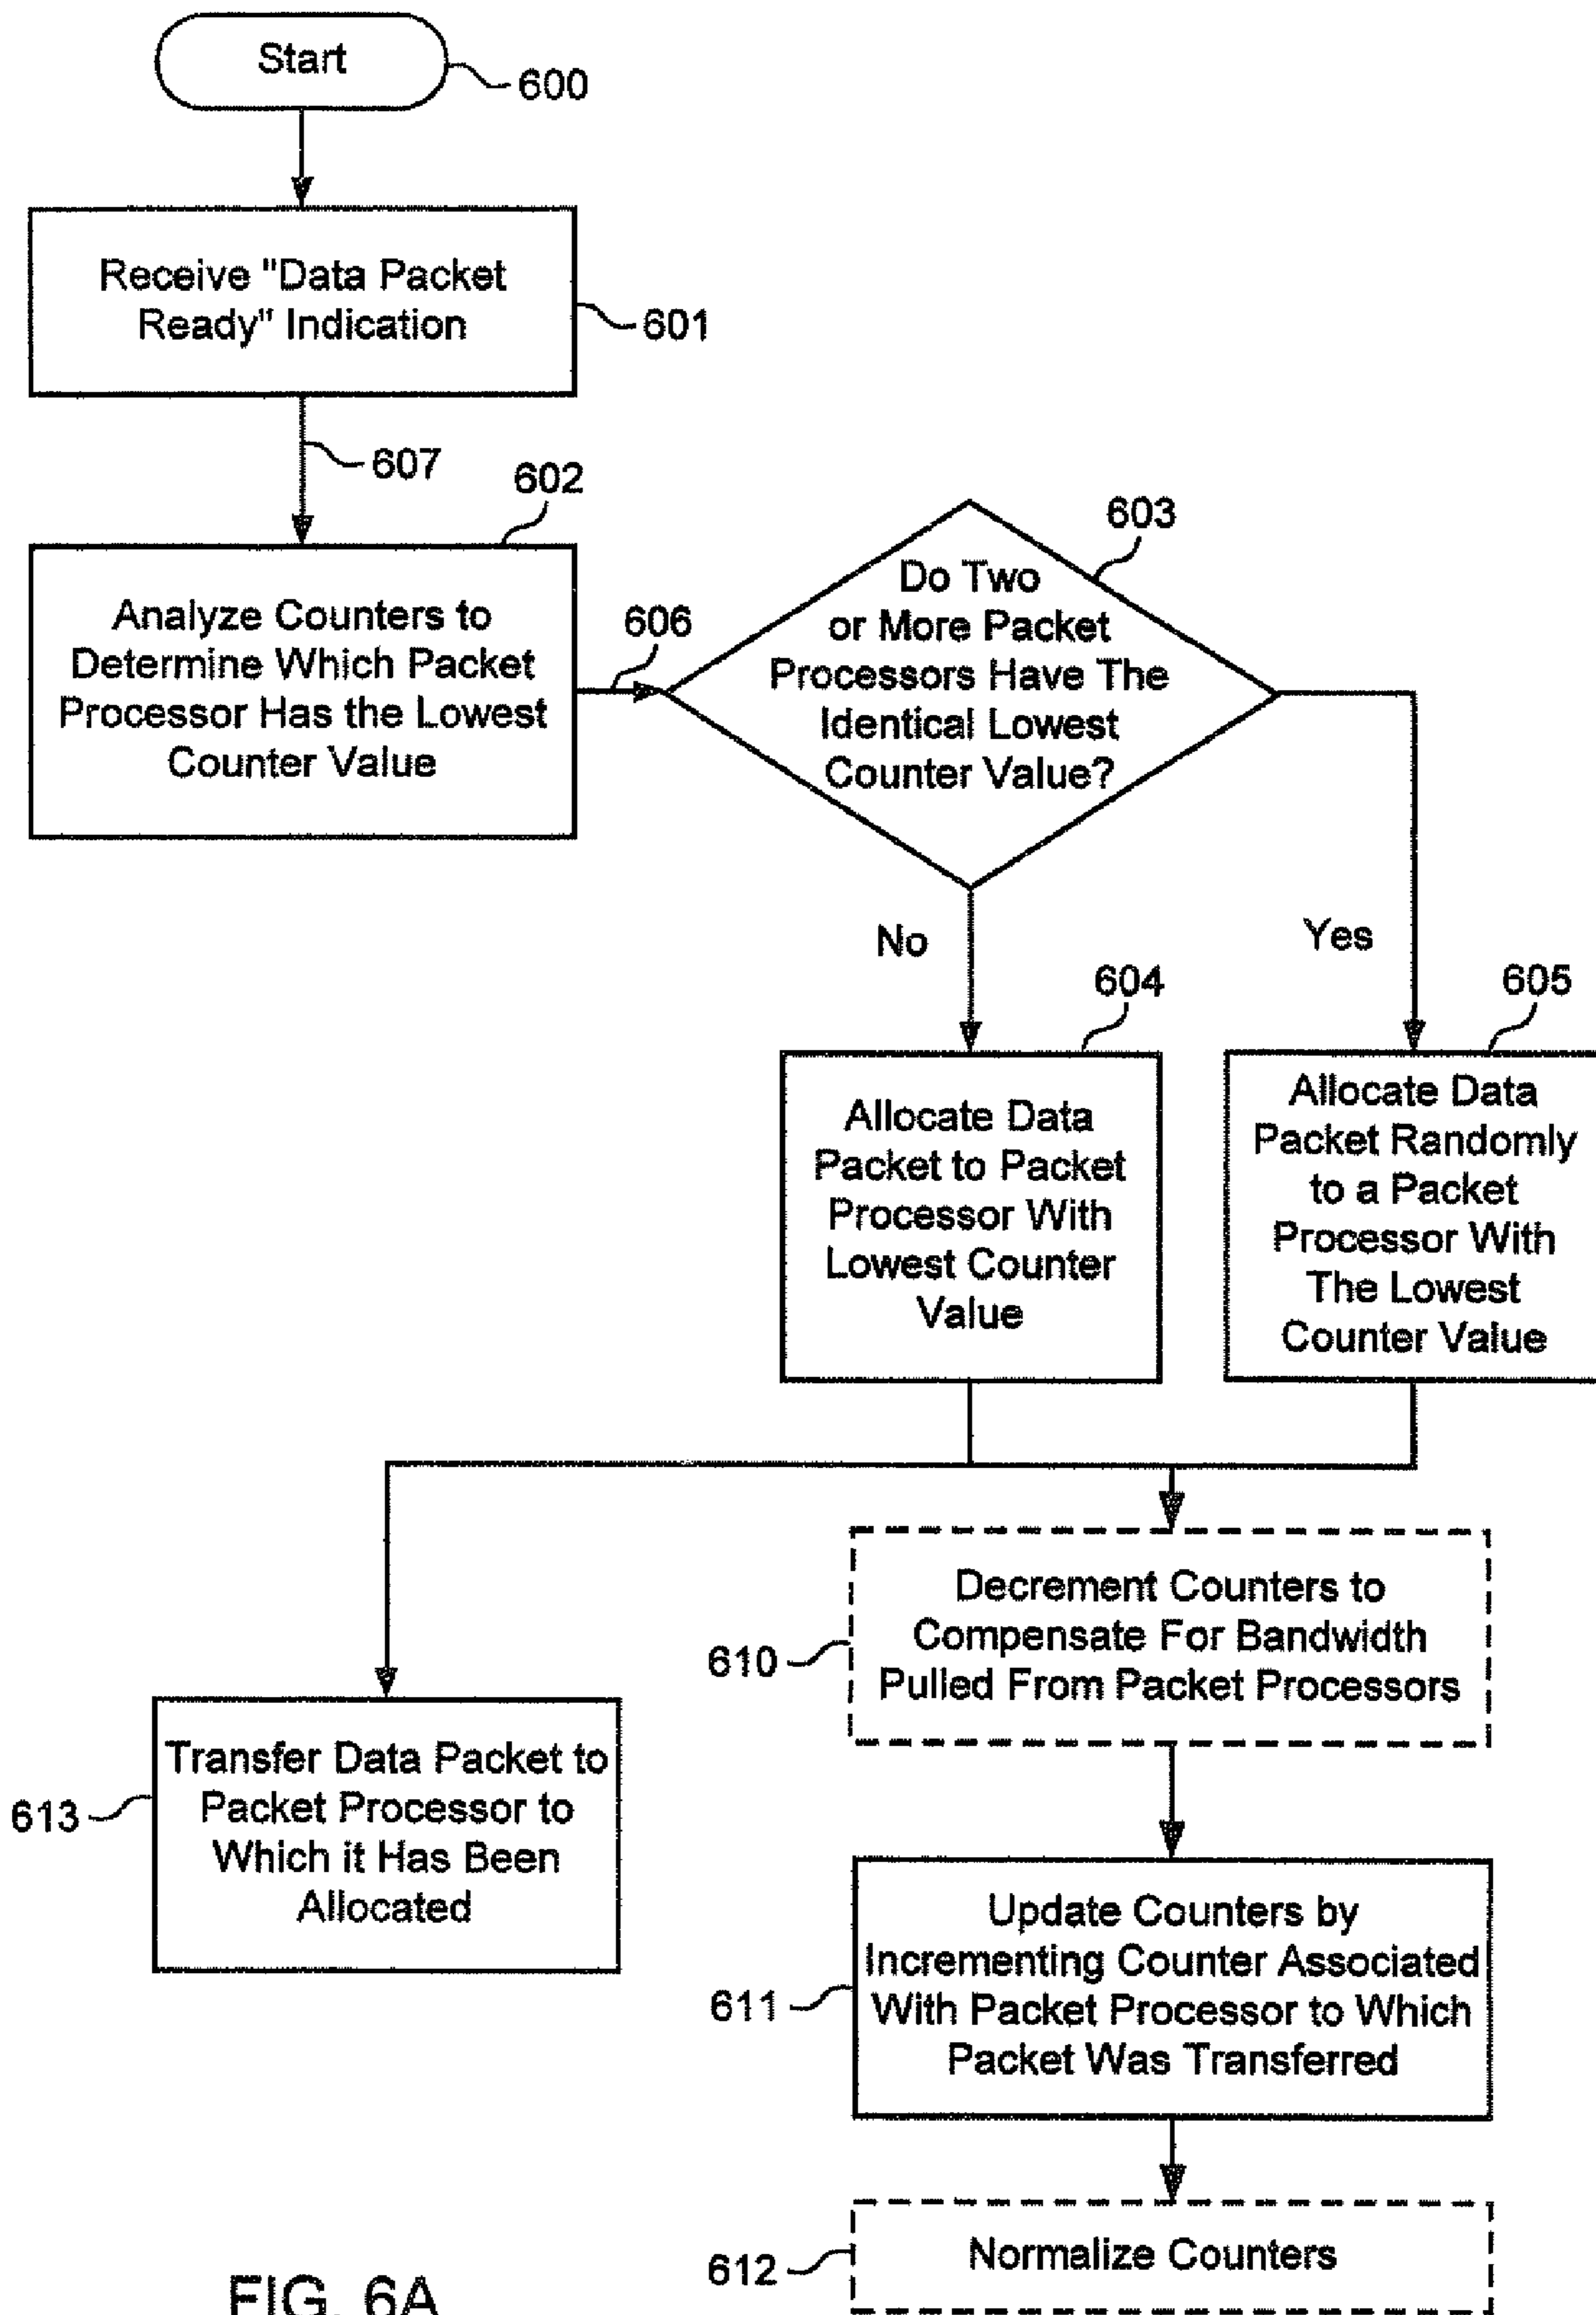 Start
600
Receive "Data Packet
Ready" Indication
601
607
602
Analyze Counters to
Determine Which Packet
Processor Has the Lowest
Counter Value
606
603
Do Two
or More Packet
Processors Have The
Identical Lowest
Counter Value?
No
Yes
604
Allocate Data
Packet to Packet
Processor With
Lowest Counter
Value
605
Allocate Data
Packet Randomly
to a Packet
Processor With
The Lowest
Counter Value
610
Decrement Counters to
Compensate For Bandwidth
Pulled From Packet Processors
613
Transfer Data Packet to
Packet Processor to
Which it Has Been
Allocated
611
Update Counters by
Incrementing Counter Associated
With Packet Processor to Which
Packet Was Transferred
612
Normalize Counters
FIG. 6A